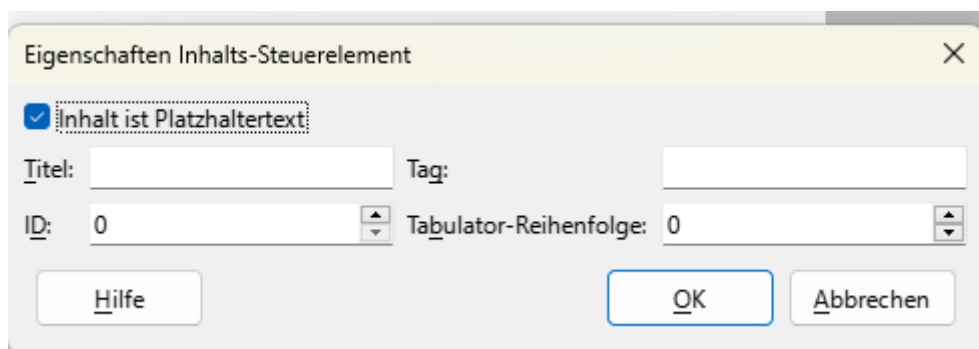 Eigenschaften Inhalts-Steuerelement
Inhalt ist Platzhaltertext
Titel: Tag:
ID: 0 Tabulator-Reihenfolge: 0
Hilfe OK Abbrechen